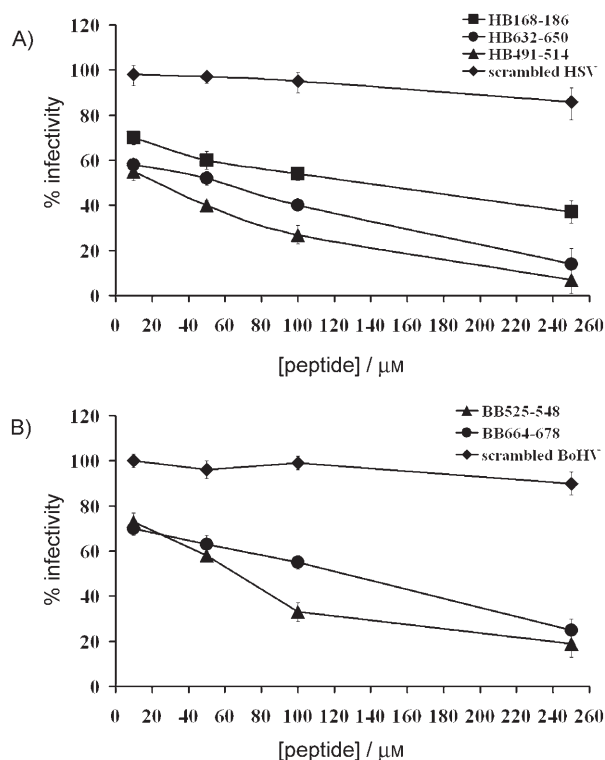 A)
HB168-186
HB632-650
HB491-514
scrambled HSV
120
100
80
60
40
20
0
% infectivity
0 20 40 60 80 100 120 140 160 180 200 220 240 260
[peptide] / μM
B)
BB525-548
BB664-678
scrambled BoHV
120
100
80
60
40
20
0
% infectivity
0 20 40 60 80 100 120 140 160 180 200 220 240 260
[peptide] / μM